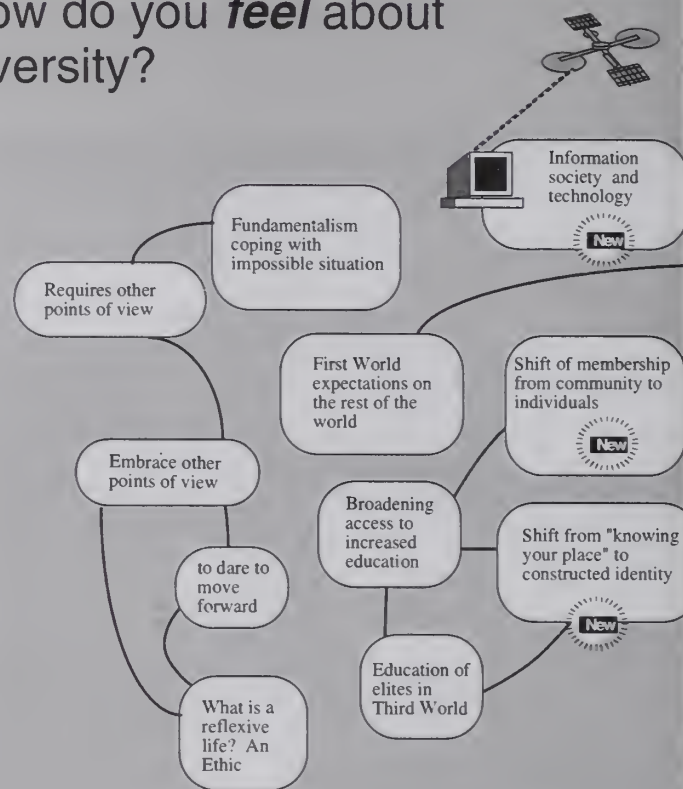 ow do you feel about
versity?
Information
society and
technology
New
Fundamentalism
coping with
impossible situation
Requires other
points of view
First World
expectations on
the rest of the
world
Shift of membership
from community to
individuals
New
Embrace other
points of view
Broadening
access to
increased
education
Shift from "knowing
your place" to
constructed identity
New
to dare to
move
forward
Education of
elites in
Third World
What is a
reflexive
life? An
Ethic